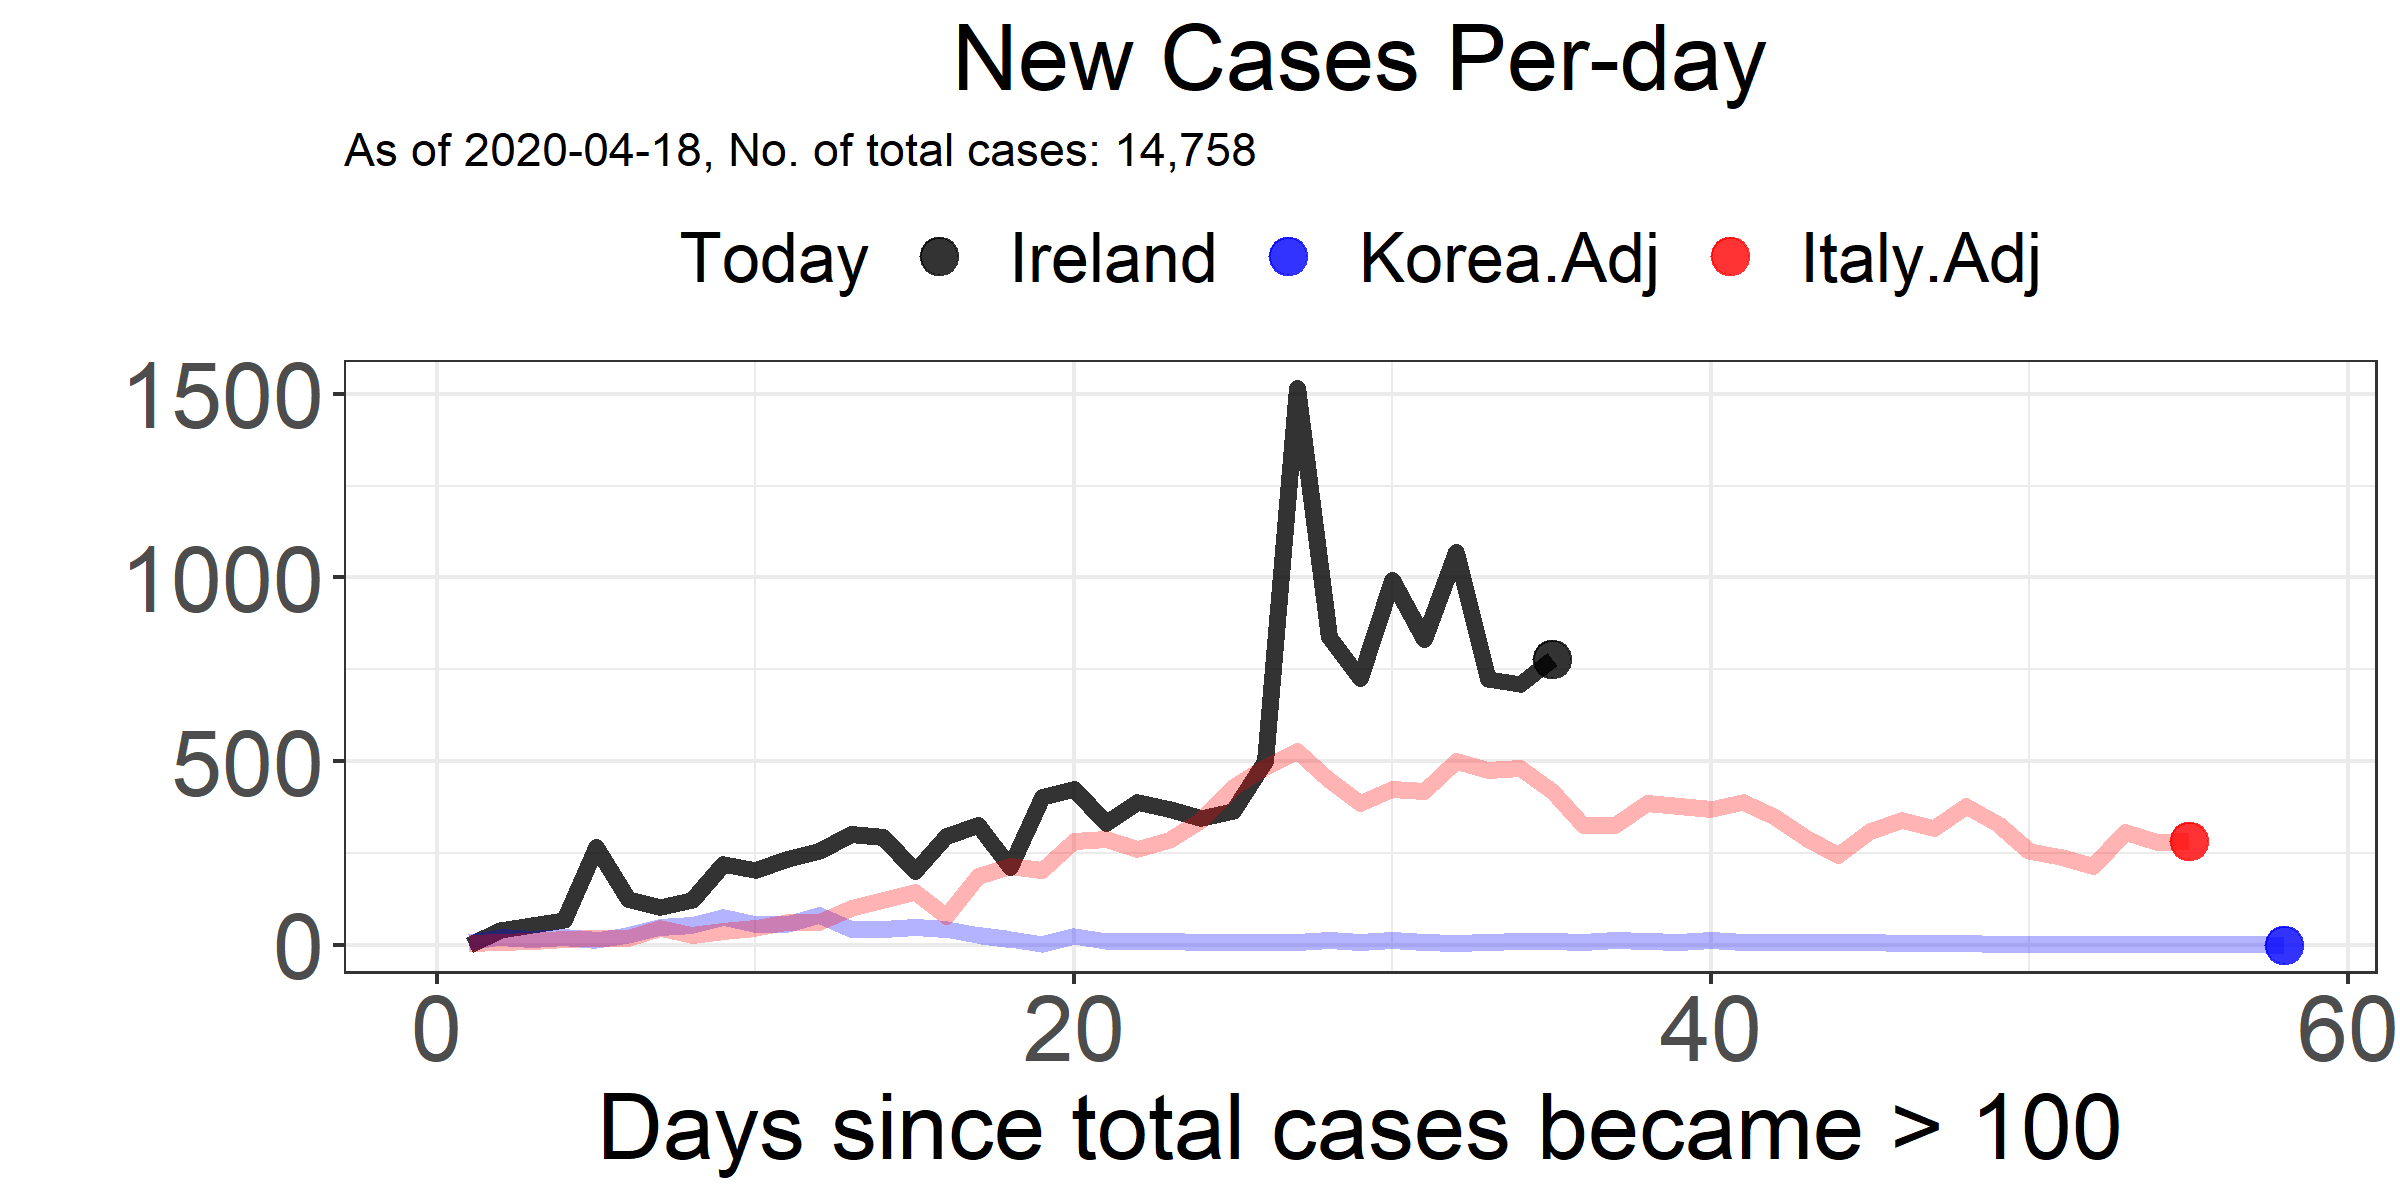 New Cases Per-day
As of 2020-04-18, No. of total cases: 14,758
Today Ireland Korea.Adj Italy.Adj
1500
1000
500
0
0 20 40 60
Days since total cases became > 100